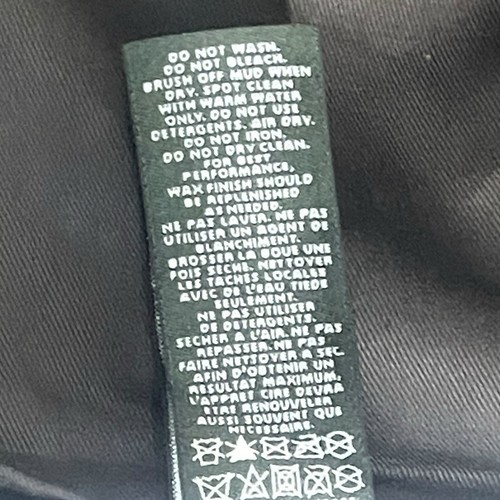 DO NOT WASH.
DO NOT BLEACH.
BRUSH OFF MUD WHEN
DRY. SPOT CLEAN
WITH WARM WATER
ONLY. DO NOT USE
DETERGENTS. AIR DRY.
DO NOT IRON.
DO NOT DRY CLEAN.
FOR BEST
PERFORMANCE,
WAX FINISH SHOULD
BE REPLENISHED
AS NEEDED.
NE PAS LAVER. NE PAS
UTILISER UN AGENT DE
BLANCHIMENT.
BROSSER LA BOUE UNE
FOIS SECHE. NETTOYER
LES TACHES LOCALES
AVEC DE L'EAU TIEDE
SEULEMENT.
NE PAS UTILISER
DE DETERGENTS.
SECHER A L'AIR. NE PAS
REPASSER. NE PAS
FAIRE NETTOYER A SEC.
AFIN D'OBTENIR UN
RESULTAT MAXIMUM,
L'APPRET CIRE DEVRA
ETRE RENOUVELER
AUSSI SOUVENT QUE
NECESSAIRE.